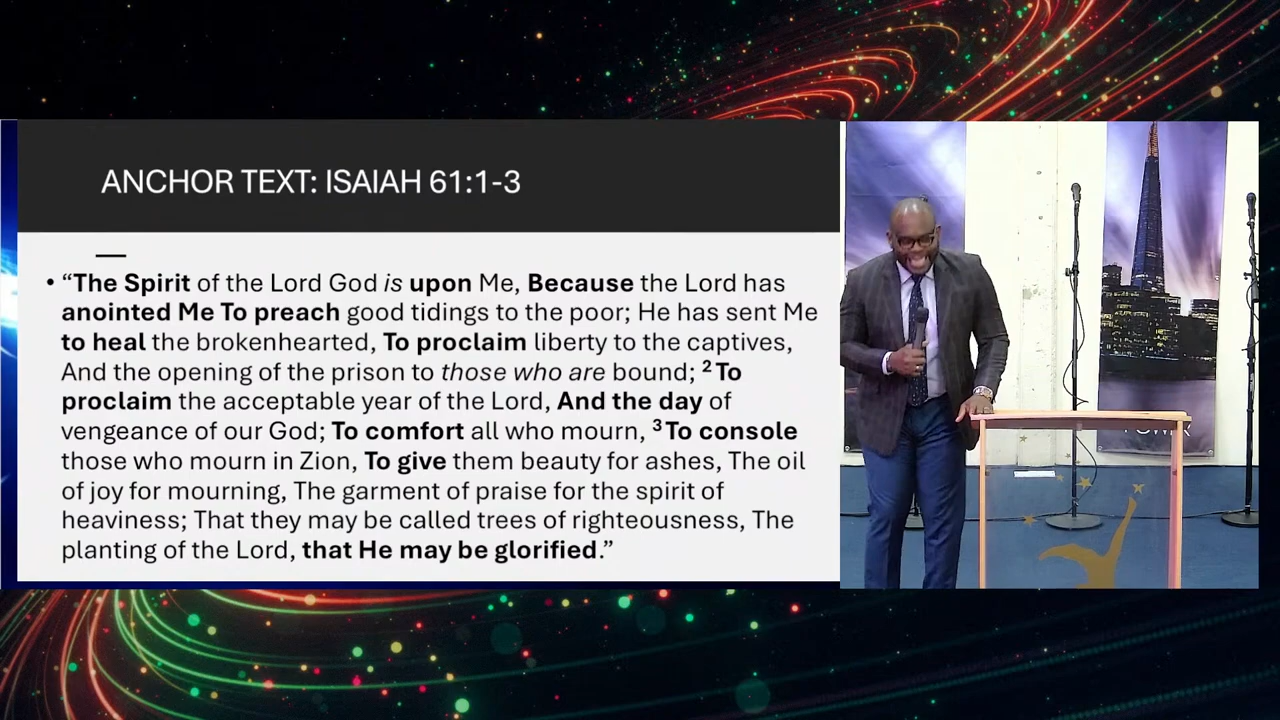 ANCHOR TEXT: ISAIAH 61:1-3
• “The Spirit of the Lord God is upon Me, Because the Lord has
anointed Me To preach good tidings to the poor; He has sent Me
to heal the brokenhearted, To proclaim liberty to the captives,
And the opening of the prison to those who are bound; ²To
proclaim the acceptable year of the Lord, And the day of
vengeance of our God; To comfort all who mourn, ³To console
those who mourn in Zion, To give them beauty for ashes, The oil
of joy for mourning, The garment of praise for the spirit of
heaviness; That they may be called trees of righteousness, The
planting of the Lord, that He may be glorified.”